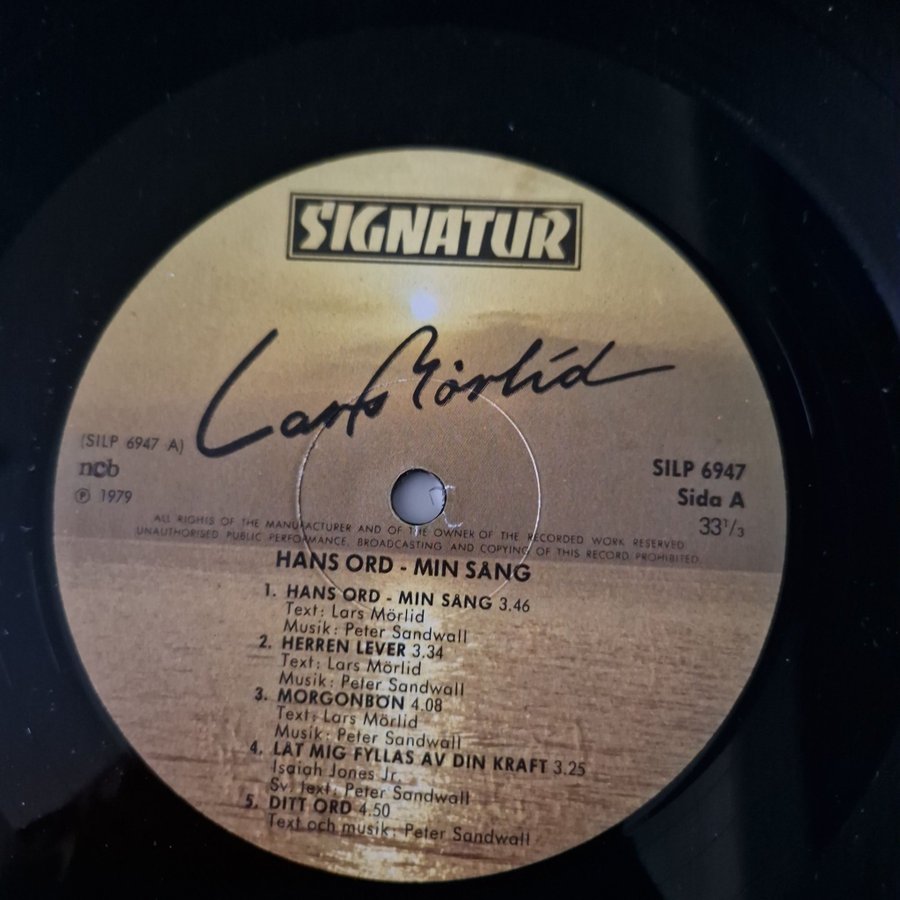 SIGNATUR
Lars Mörlid
(SILP 6947 A)
ncb
℗ 1979
SILP 6947
Sida A
33 1/3
ALL RIGHTS OF THE MANUFACTURER AND OF THE OWNER OF THE RECORDED WORK RESERVED
UNAUTHORISED PUBLIC PERFORMANCE, BROADCASTING AND COPYING OF THIS RECORD PROHIBITED
HANS ORD - MIN SÅNG
1. HANS ORD - MIN SÅNG 3.46
Text: Lars Mörlid
Musik: Peter Sandwall
2. HERREN LEVER 3.34
Text: Lars Mörlid
Musik: Peter Sandwall
3. MORGONBÖN 4.08
Text: Lars Mörlid
Musik: Peter Sandwall
4. LÅT MIG FYLLAS AV DIN KRAFT 3.25
Isaiah Jones Jr.
Sv. text: Peter Sandwall
5. DITT ORD 4.50
Text och musik: Peter Sandwall